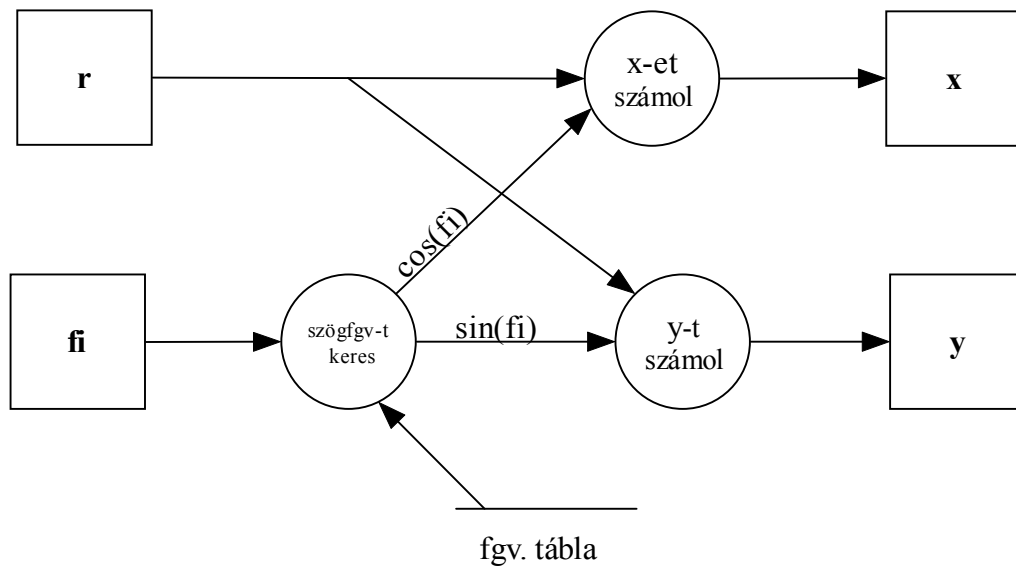 r
x-et
számol
x
cos(fi)
fi
szögfgv-t
keres
sin(fi)
y-t
számol
y
fgv. tábla